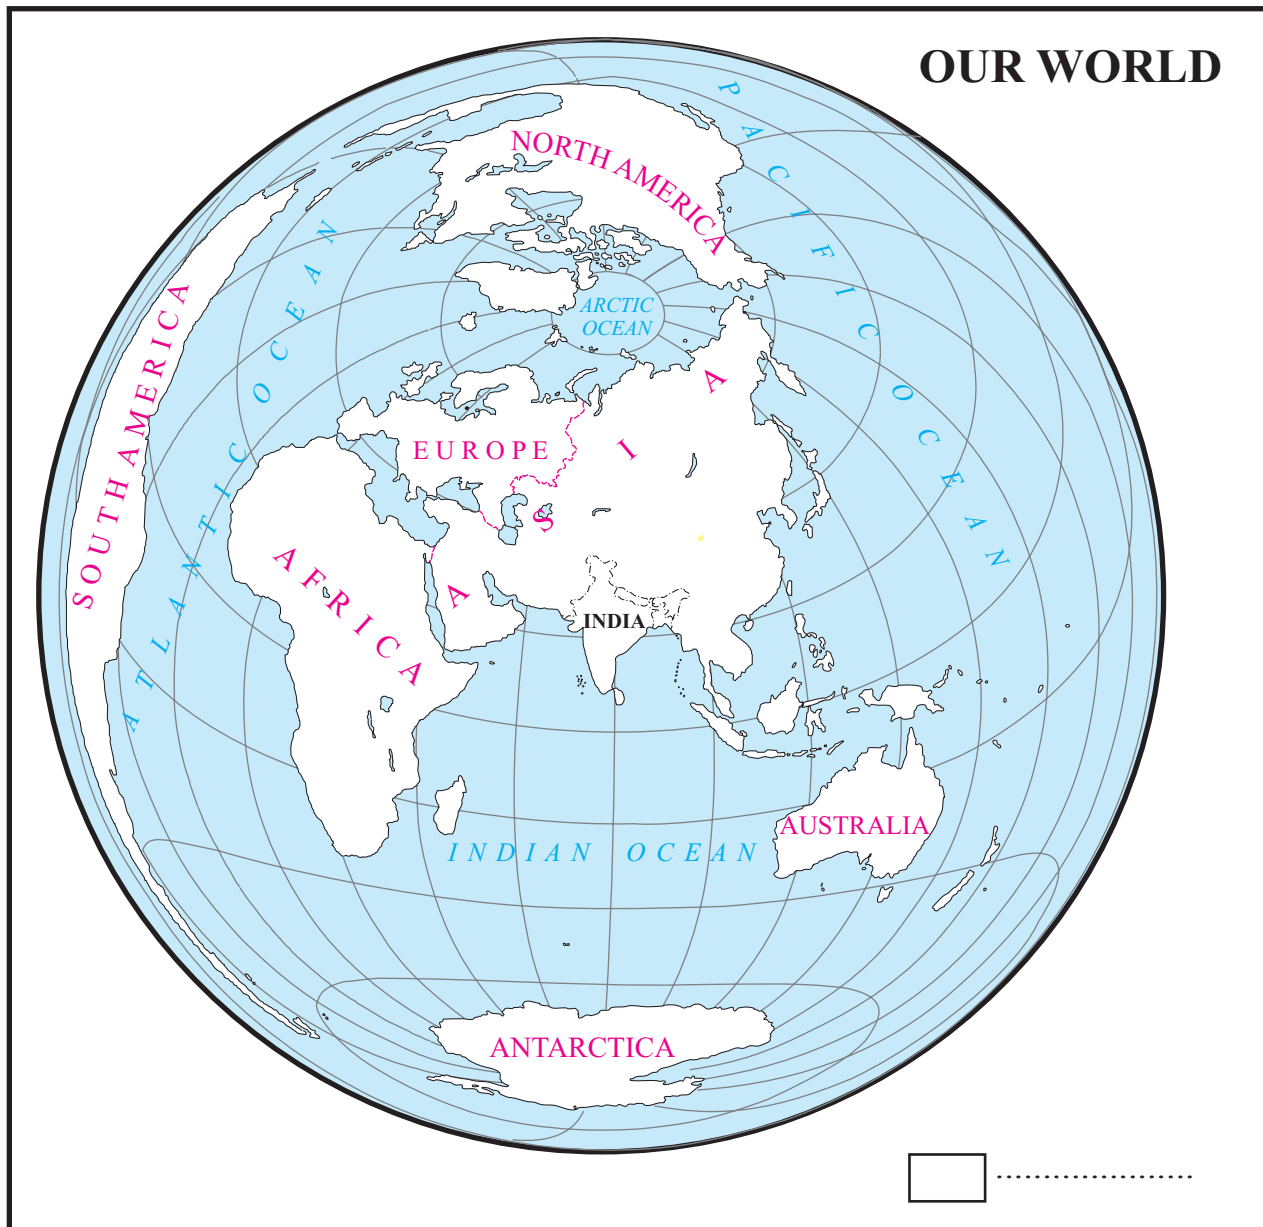 OUR WORLD
PACIFIC OCEAN
NORTH AMERICA
ATLANTIC OCEAN
ARCTIC
OCEAN
SOUTH AMERICA
EUROPE
ASIA
AFRICA
INDIA
AUSTRALIA
INDIAN OCEAN
ANTARCTICA